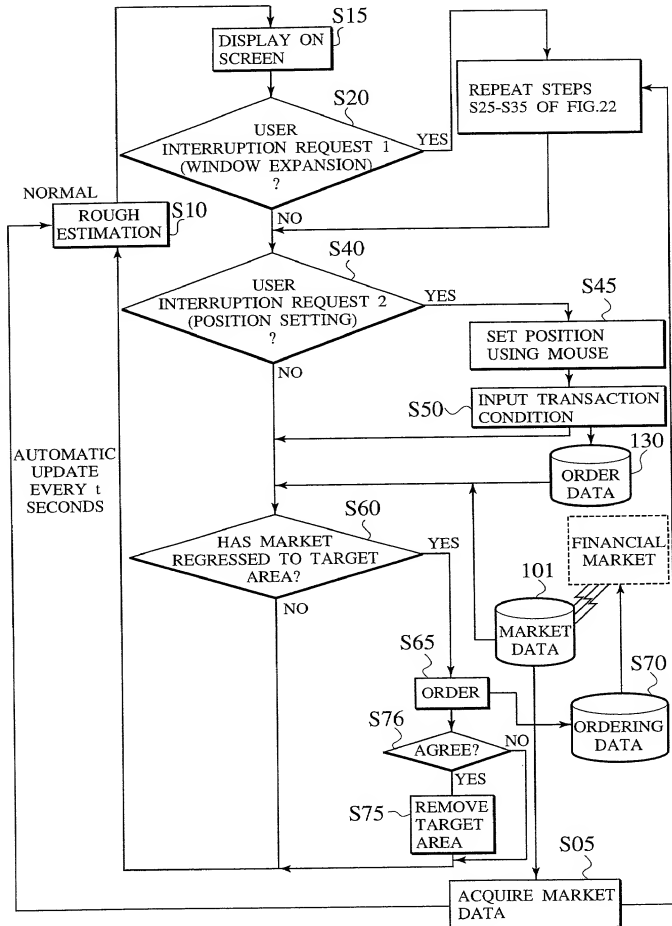 S15
DISPLAY ON
SCREEN
S20
USER
INTERRUPTION REQUEST 1
(WINDOW EXPANSION)
?
YES
NO
REPEAT STEPS
S25-S35 OF FIG.22
NORMAL
S10
ROUGH
ESTIMATION
S40
USER
INTERRUPTION REQUEST 2
(POSITION SETTING)
?
YES
NO
S45
SET POSITION
USING MOUSE
S50
INPUT TRANSACTION
CONDITION
130
ORDER
DATA
AUTOMATIC
UPDATE
EVERY t
SECONDS
S60
HAS MARKET
REGRESSED TO TARGET
AREA?
YES
NO
FINANCIAL
MARKET
101
MARKET
DATA
S65
ORDER
S70
ORDERING
DATA
S76
AGREE?
NO
YES
S75
REMOVE
TARGET
AREA
S05
ACQUIRE MARKET
DATA